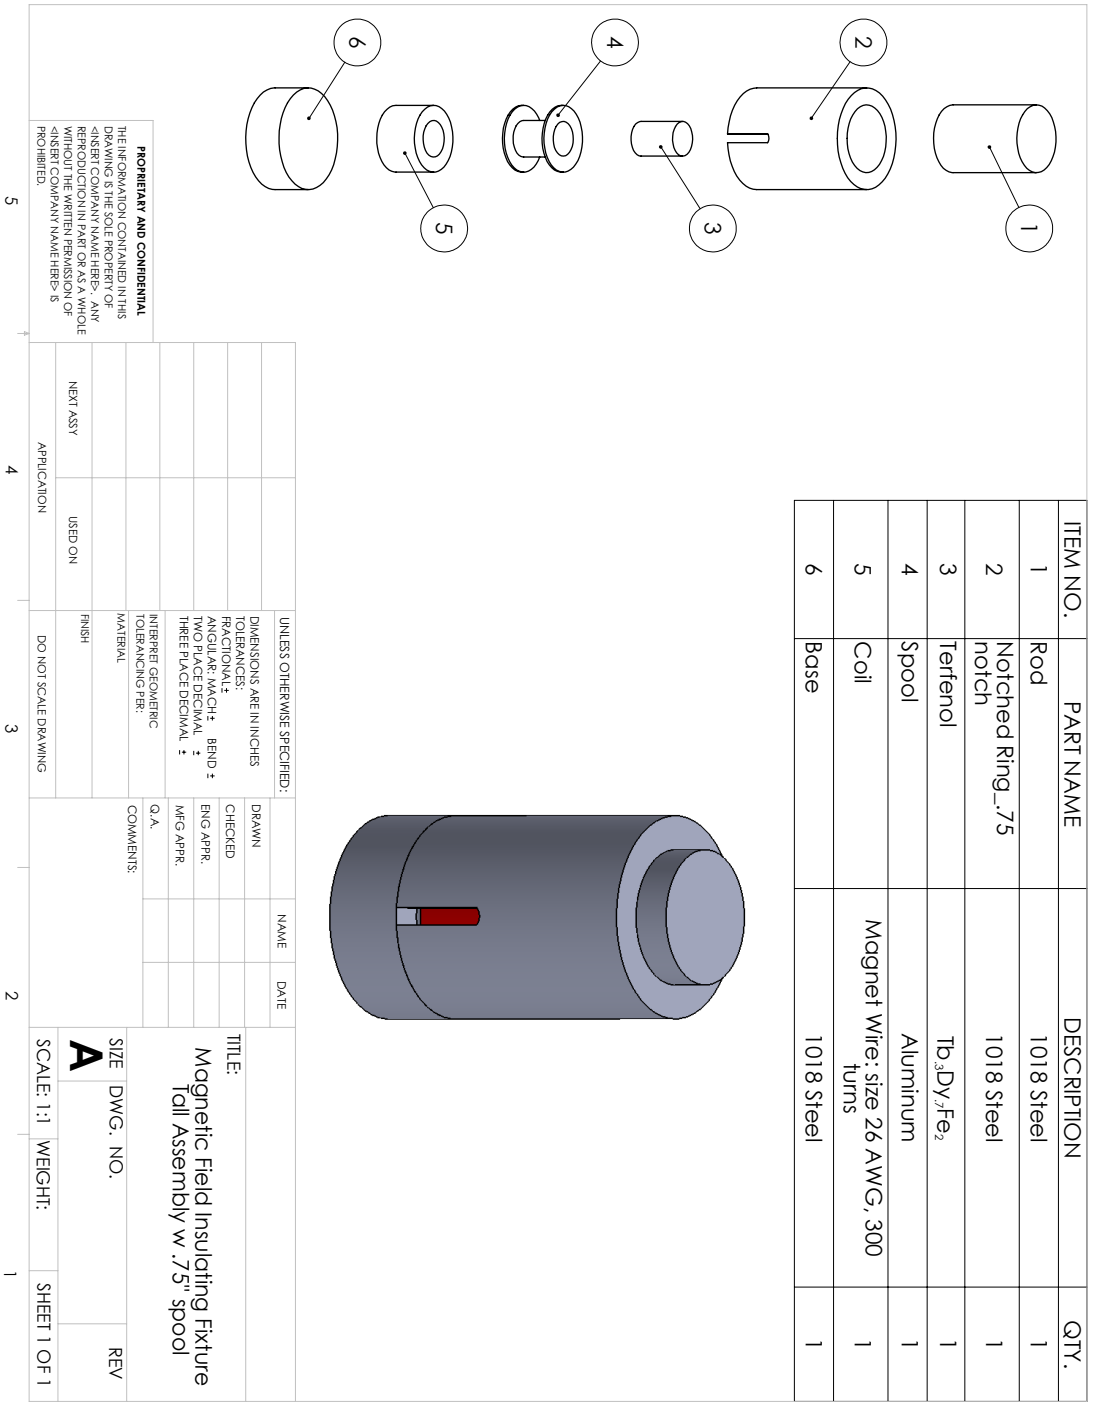 ITEM NO. PART NAME DESCRIPTION QTY.
1 Rod 1018 Steel 1
2 Notched Ring_.75
notch 1018 Steel 1
3 Terfenol Tb.3Dy.7Fe2 1
4 Spool Aluminum 1
5 Coil Magnet Wire: size 26 AWG, 300
turns 1
6 Base 1018 Steel 1
1
2
3
4
5
6
PROPRIETARY AND CONFIDENTIAL
THE INFORMATION CONTAINED IN THIS
DRAWING IS THE SOLE PROPERTY OF
<INSERT COMPANY NAME HERE>. ANY
REPRODUCTION IN PART OR AS A WHOLE
WITHOUT THE WRITTEN PERMISSION OF
<INSERT COMPANY NAME HERE> IS
PROHIBITED.
NEXT ASSY
USED ON
APPLICATION
UNLESS OTHERWISE SPECIFIED:
DIMENSIONS ARE IN INCHES
TOLERANCES:
FRACTIONAL ±
ANGULAR: MACH ± BEND ±
TWO PLACE DECIMAL ±
THREE PLACE DECIMAL ±
INTERPRET GEOMETRIC
TOLERANCING PER:
MATERIAL
FINISH
DO NOT SCALE DRAWING
NAME DATE
DRAWN
CHECKED
ENG APPR.
MFG APPR.
Q.A.
COMMENTS:
TITLE:
Magnetic Field Insulating Fixture
Tall Assembly w .75" spool
SIZE DWG. NO. REV
A
SCALE: 1:1 WEIGHT: SHEET 1 OF 1
5 4 3 2 1